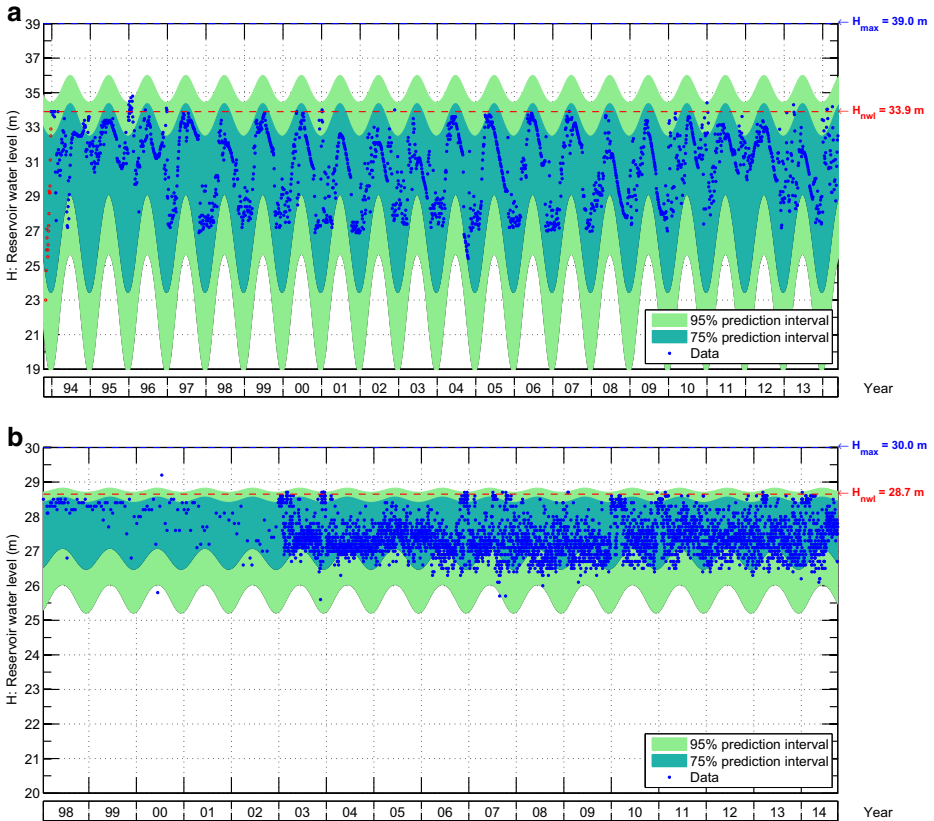 a
H: Reservoir water level (m)
39
37
35
33
31
29
27
25
23
21
19
← Hmax = 39.0 m
← Hnwl = 33.9 m
95% prediction interval
75% prediction interval
Data
94 95 96 97 98 99 00 01 02 03 04 05 06 07 08 09 10 11 12 13 Year
b
H: Reservoir water level (m)
30
29
28
27
26
25
24
23
22
21
20
← Hmax = 30.0 m
← Hnwl = 28.7 m
95% prediction interval
75% prediction interval
Data
98 99 00 01 02 03 04 05 06 07 08 09 10 11 12 13 14 Year